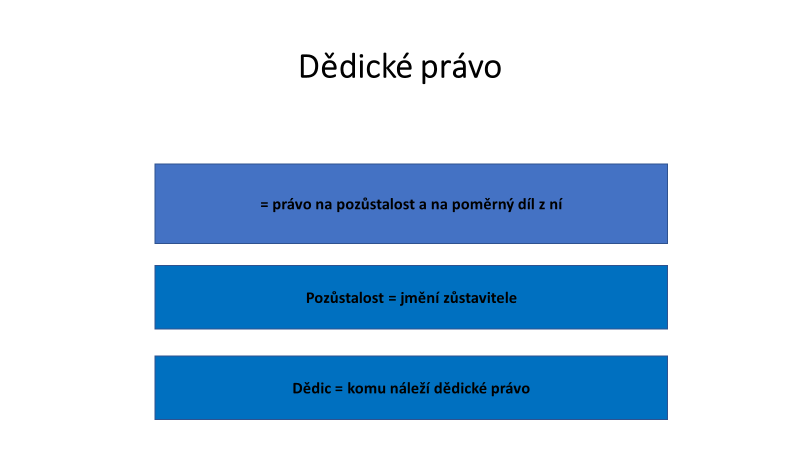 Dědické právo
= právo na pozůstalost a na poměrný díl z ní
Pozůstalost = jmění zůstavitele
Dědic = komu náleží dědické právo